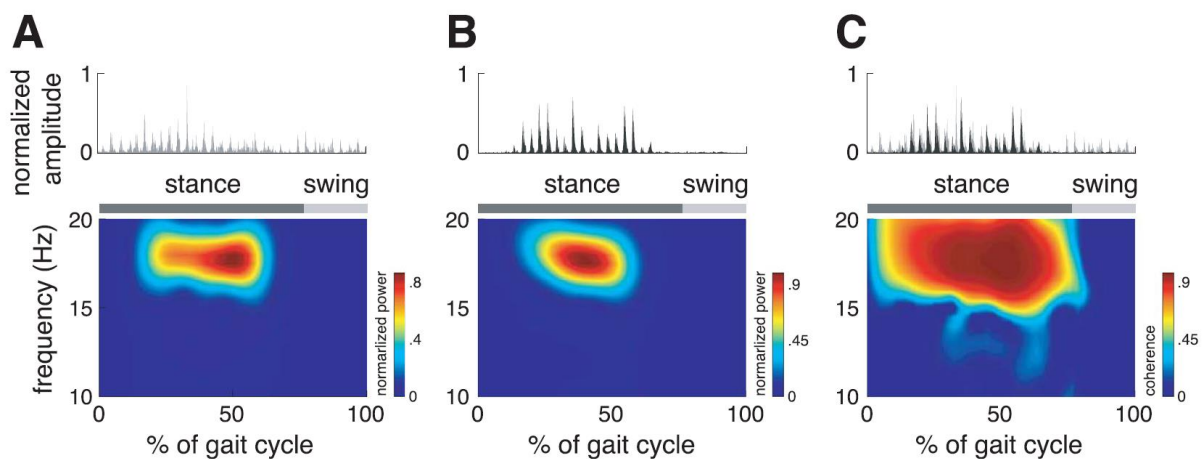 A
B
C
normalized
amplitude
1
0
1
0
1
0
stance
swing
stance
swing
stance
swing
frequency (Hz)
20
15
10
20
15
10
20
15
10
normarlized power
.8
.4
0
normarlized power
.9
.45
0
coherence
.9
.45
0
0
50
100
0
50
100
0
50
100
% of gait cycle
% of gait cycle
% of gait cycle